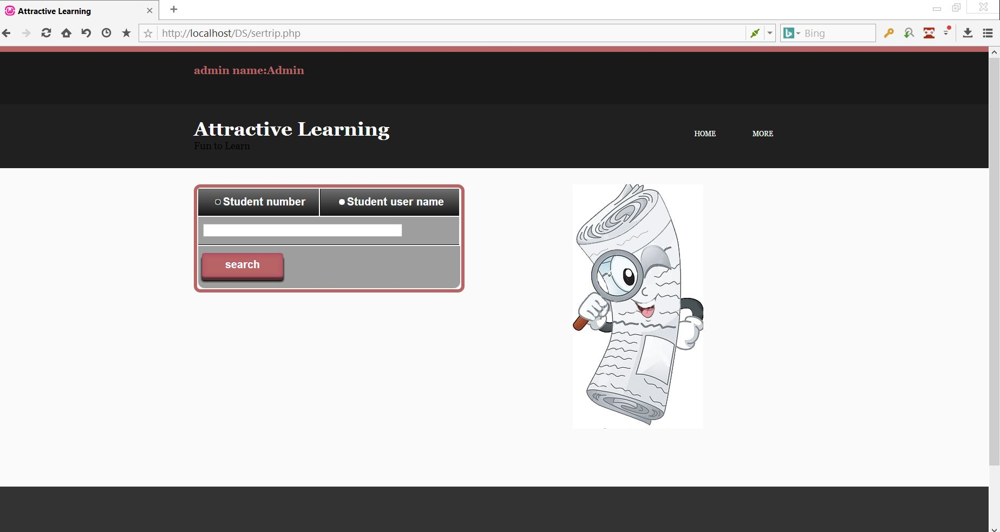 Attractive Learning
http://localhost/DS/sertrip.php
Bing
admin name:Admin
Attractive Learning
Fun to Learn
HOME
MORE
Student number
Student user name
search